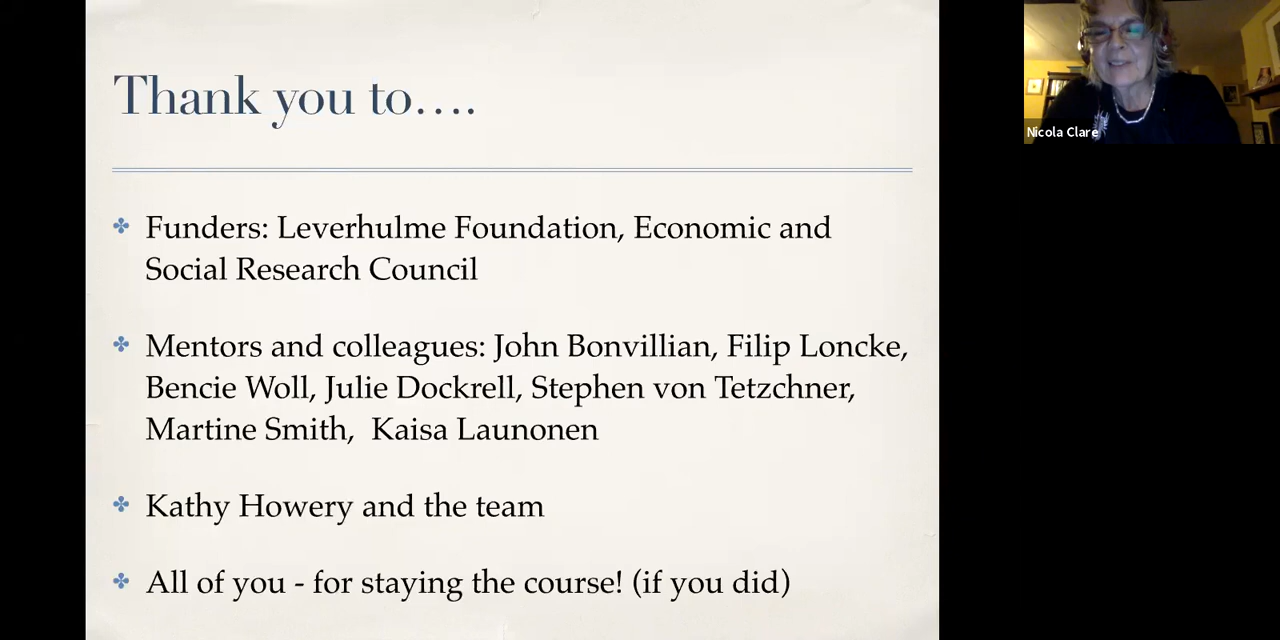 Thank you to….
Funders: Leverhulme Foundation, Economic and
Social Research Council
Mentors and colleagues: John Bonvillian, Filip Loncke,
Bencie Woll, Julie Dockrell, Stephen von Tetzchner,
Martine Smith,  Kaisa Launonen
Kathy Howery and the team
All of you - for staying the course! (if you did)
Nicola Clare